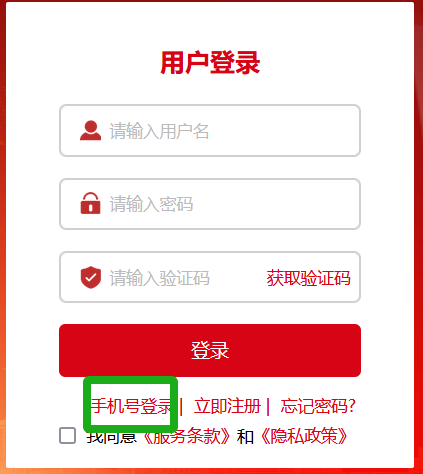 用户登录
请输入用户名
请输入密码
请输入验证码 获取验证码
登录
手机号登录 | 立即注册 | 忘记密码?
我同意《服务条款》和《隐私政策》